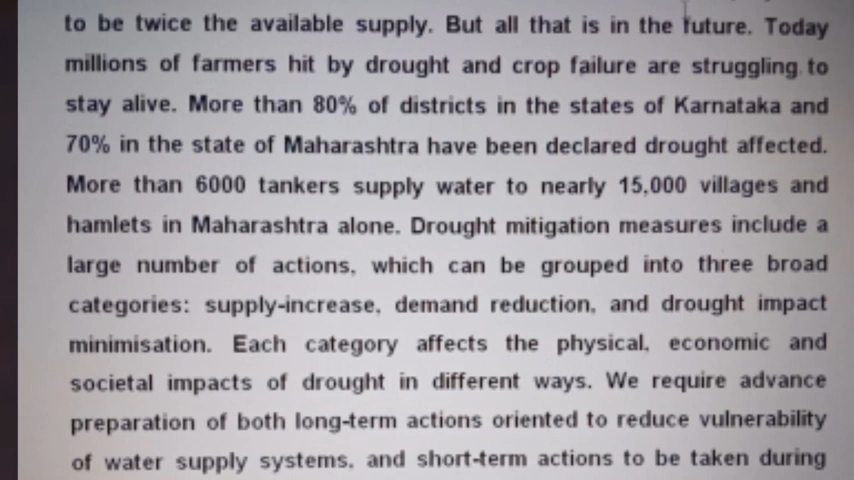 to be twice the available supply. But all that is in the future. Today
millions of farmers hit by drought and crop failure are struggling to
stay alive. More than 80% of districts in the states of Karnataka and
70% in the state of Maharashtra have been declared drought affected.
More than 6000 tankers supply water to nearly 15,000 villages and
hamlets in Maharashtra alone. Drought mitigation measures include a
large number of actions, which can be grouped into three broad
categories: supply-increase, demand reduction, and drought impact
minimisation. Each category affects the physical, economic and
societal impacts of drought in different ways. We require advance
preparation of both long-term actions oriented to reduce vulnerability
of water supply systems, and short-term actions to be taken during